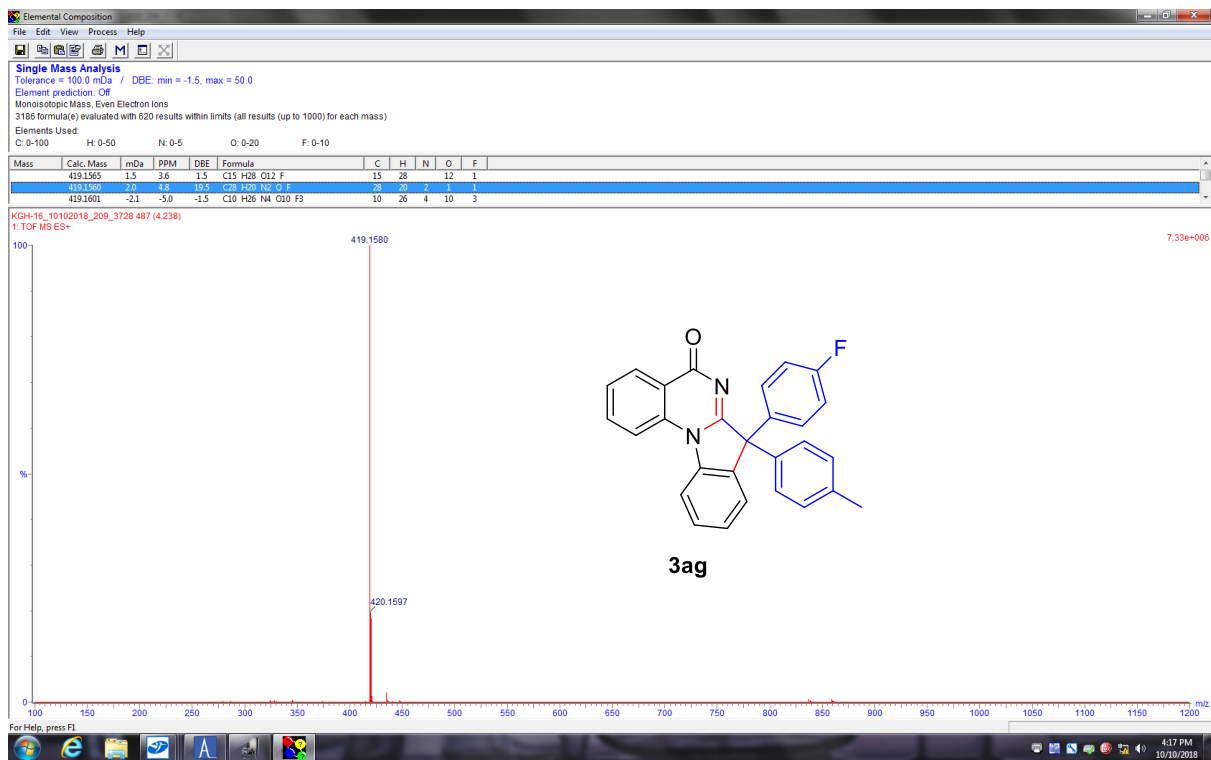 Elemental Composition
File Edit View Process Help
M
Single Mass Analysis
Tolerance = 100.0 mDa / DBE: min = -1.5, max = 50.0
Element prediction: Off
Monoisotopic Mass, Even Electron Ions
3186 formula(e) evaluated with 620 results within limits (all results (up to 1000) for each mass)
Elements Used:
C: 0-100 H: 0-50 N: 0-5 O: 0-20 F: 0-10
Mass Calc. Mass mDa PPM DBE Formula C H N O F
419.1565 1.5 3.6 1.5 C15 H28 O12 F 15 28 12 1
419.1560 2.0 4.8 19.5 C28 H20 N2 O F 28 20 2 1 1
419.1601 -2.1 -5.0 -1.5 C10 H26 N4 O10 F3 10 26 4 10 3
KGH-16_10102018_209_3728 487 (4.238)
1: TOF MS ES+
7.33e+006
100
419.1580
O
F
N
N
%
3ag
420.1597
0
100 150 200 250 300 350 400 450 500 550 600 650 700 750 800 850 900 950 1000 1050 1100 1150 1200 m/z
For Help, press F1
4:17 PM
10/10/2018